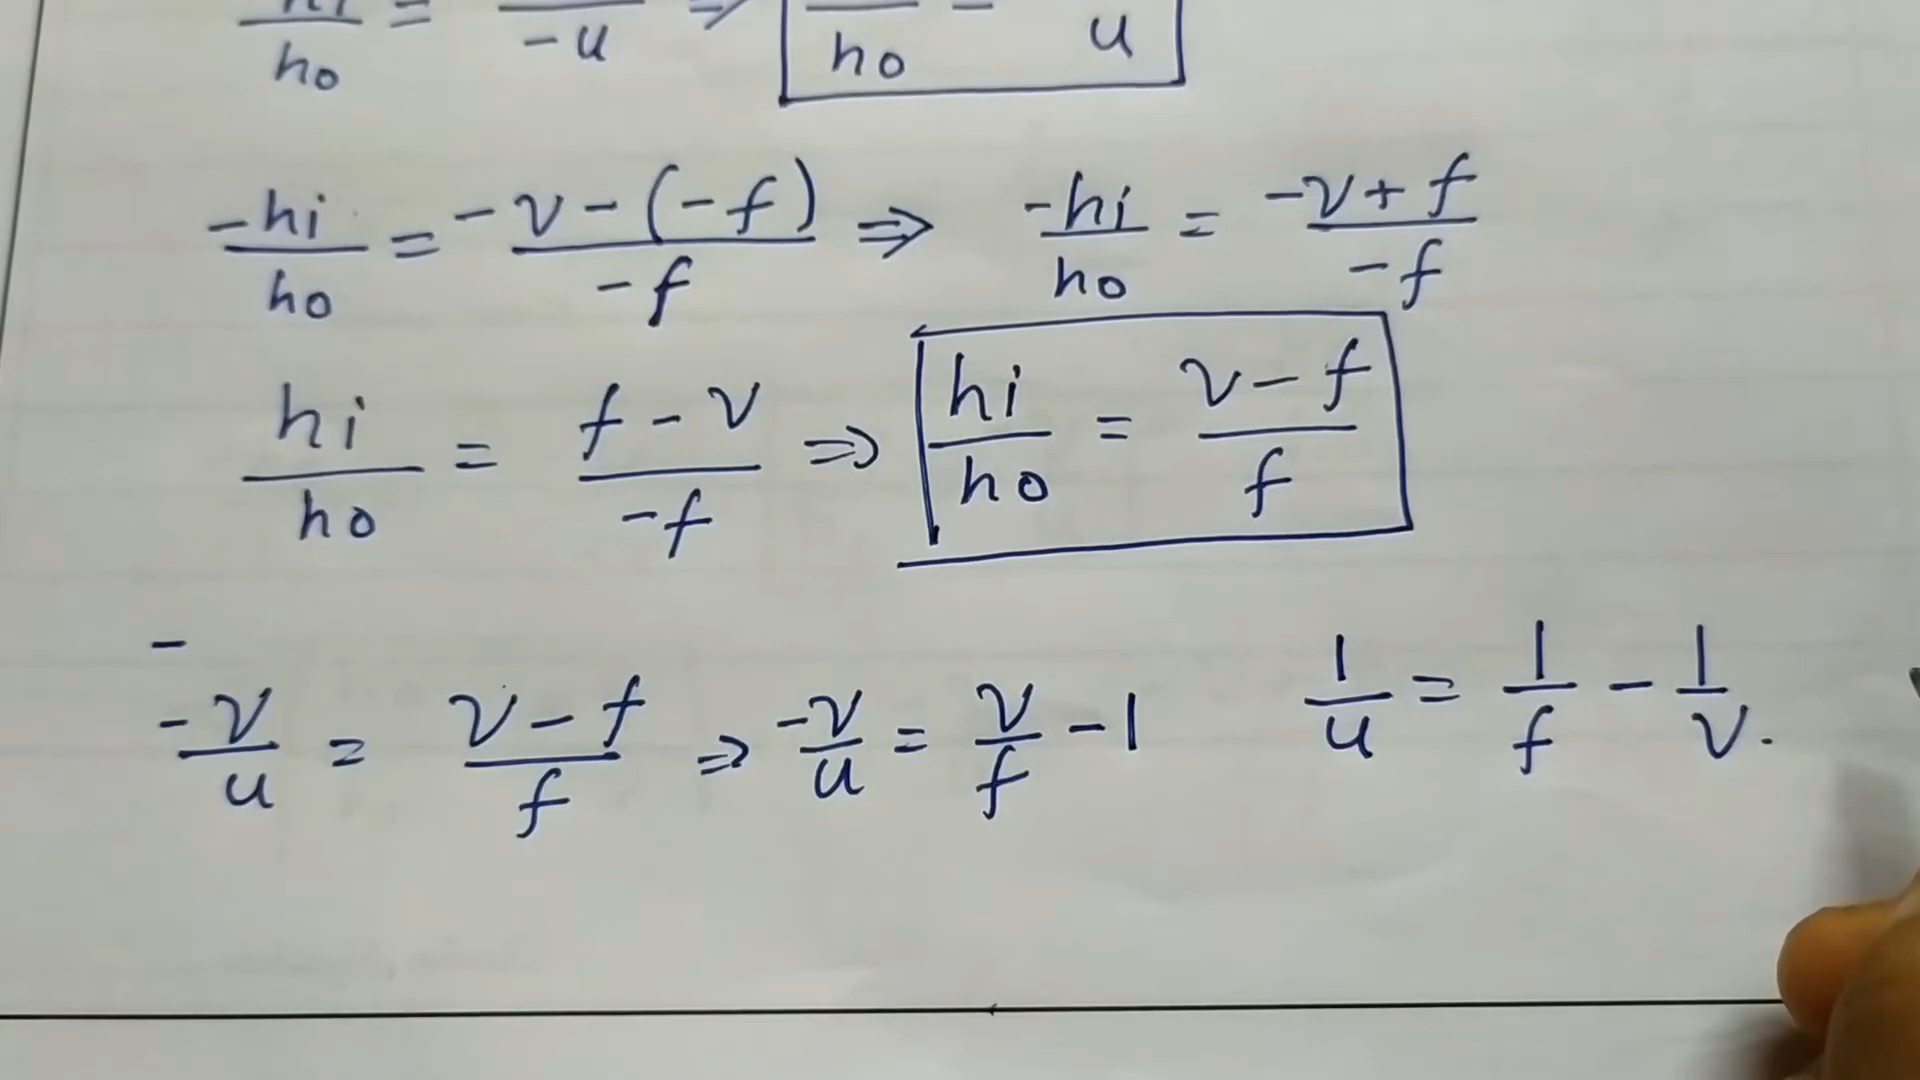 hi/ho = /-u ⇒ /ho = - /u
-hi/ho = -v-(-f)/-f ⇒ -hi/ho = -v+f/-f
hi/ho = f-v/-f ⇒ hi/ho = v-f/f
-
-v/u = v-f/f ⇒ -v/u = v/f -1 1/u = 1/f - 1/v.